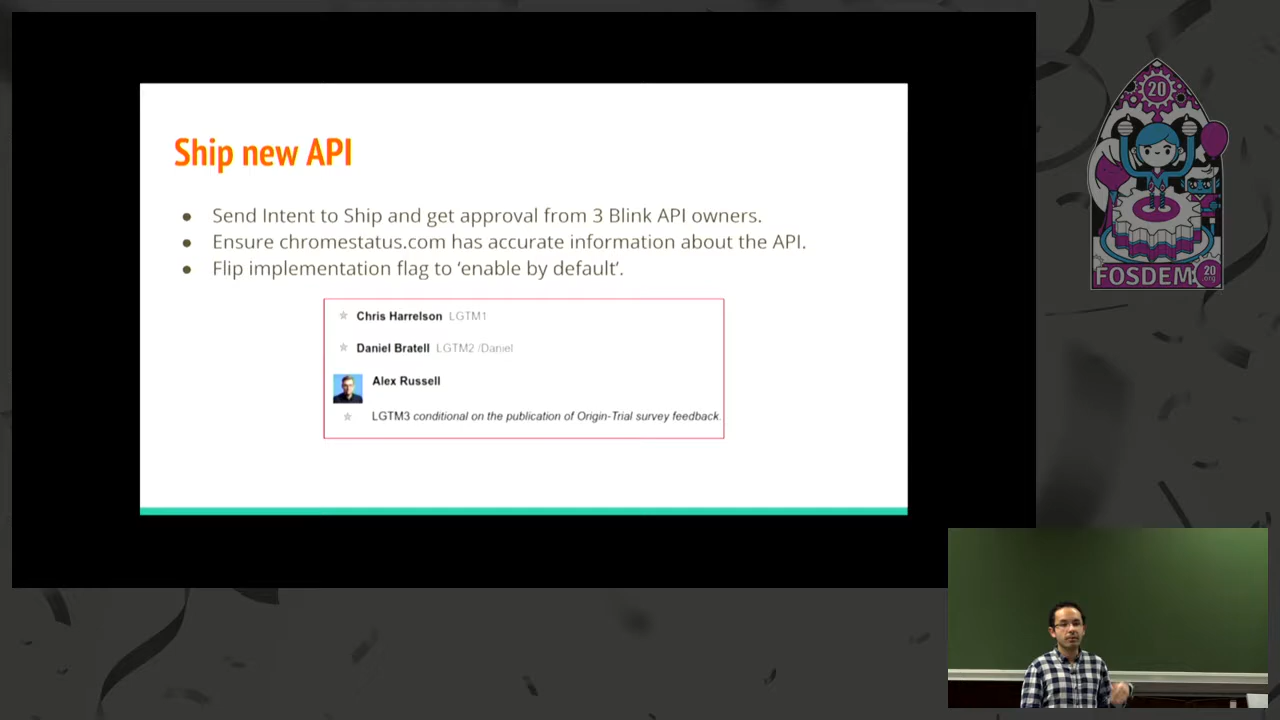 Ship new API
● Send Intent to Ship and get approval from 3 Blink API owners.
● Ensure chromestatus.com has accurate information about the API.
● Flip implementation flag to ‘enable by default’.
Chris Harrelson LGTM1
Daniel Bratell LGTM2 /Daniel
Alex Russell
LGTM3 conditional on the publication of Origin-Trial survey feedback.
20
FOSDEM 20
.org